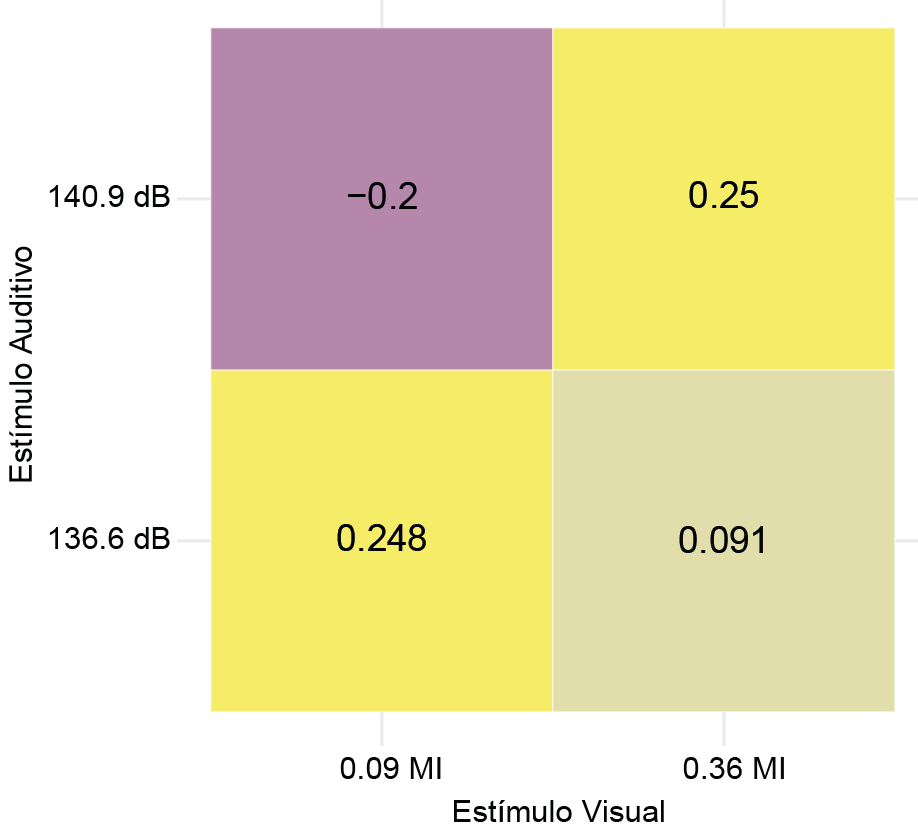 140.9 dB
−0.2
0.25
Estímulo Auditivo
136.6 dB
0.248
0.091
0.09 MI
0.36 MI
Estímulo Visual